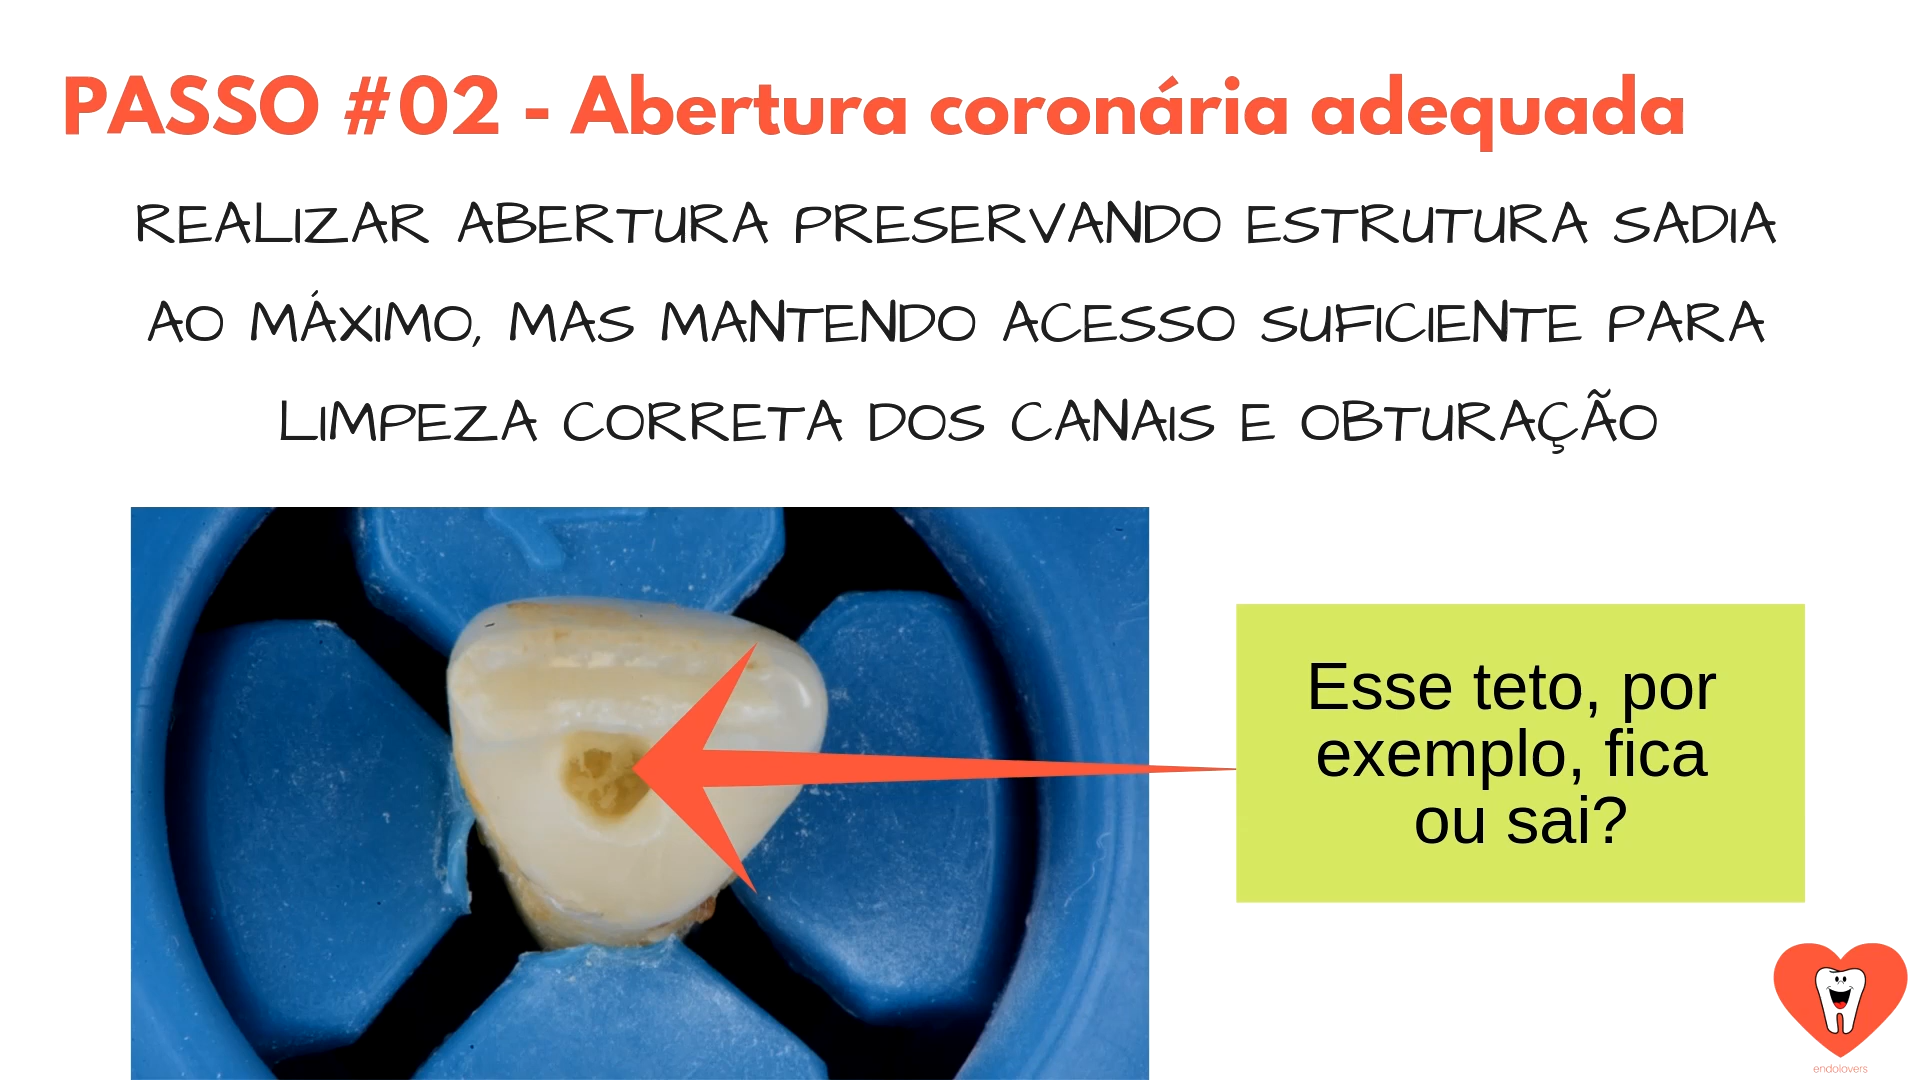 PASSO #02 - Abertura coronária adequada
REALIZAR ABERTURA PRESERVANDO ESTRUTURA SADIA
AO MÁXIMO, MAS MANTENDO ACESSO SUFICIENTE PARA
LIMPEZA CORRETA DOS CANAIS E OBTURAÇÃO
Esse teto, por
exemplo, fica
ou sai?
endolovers